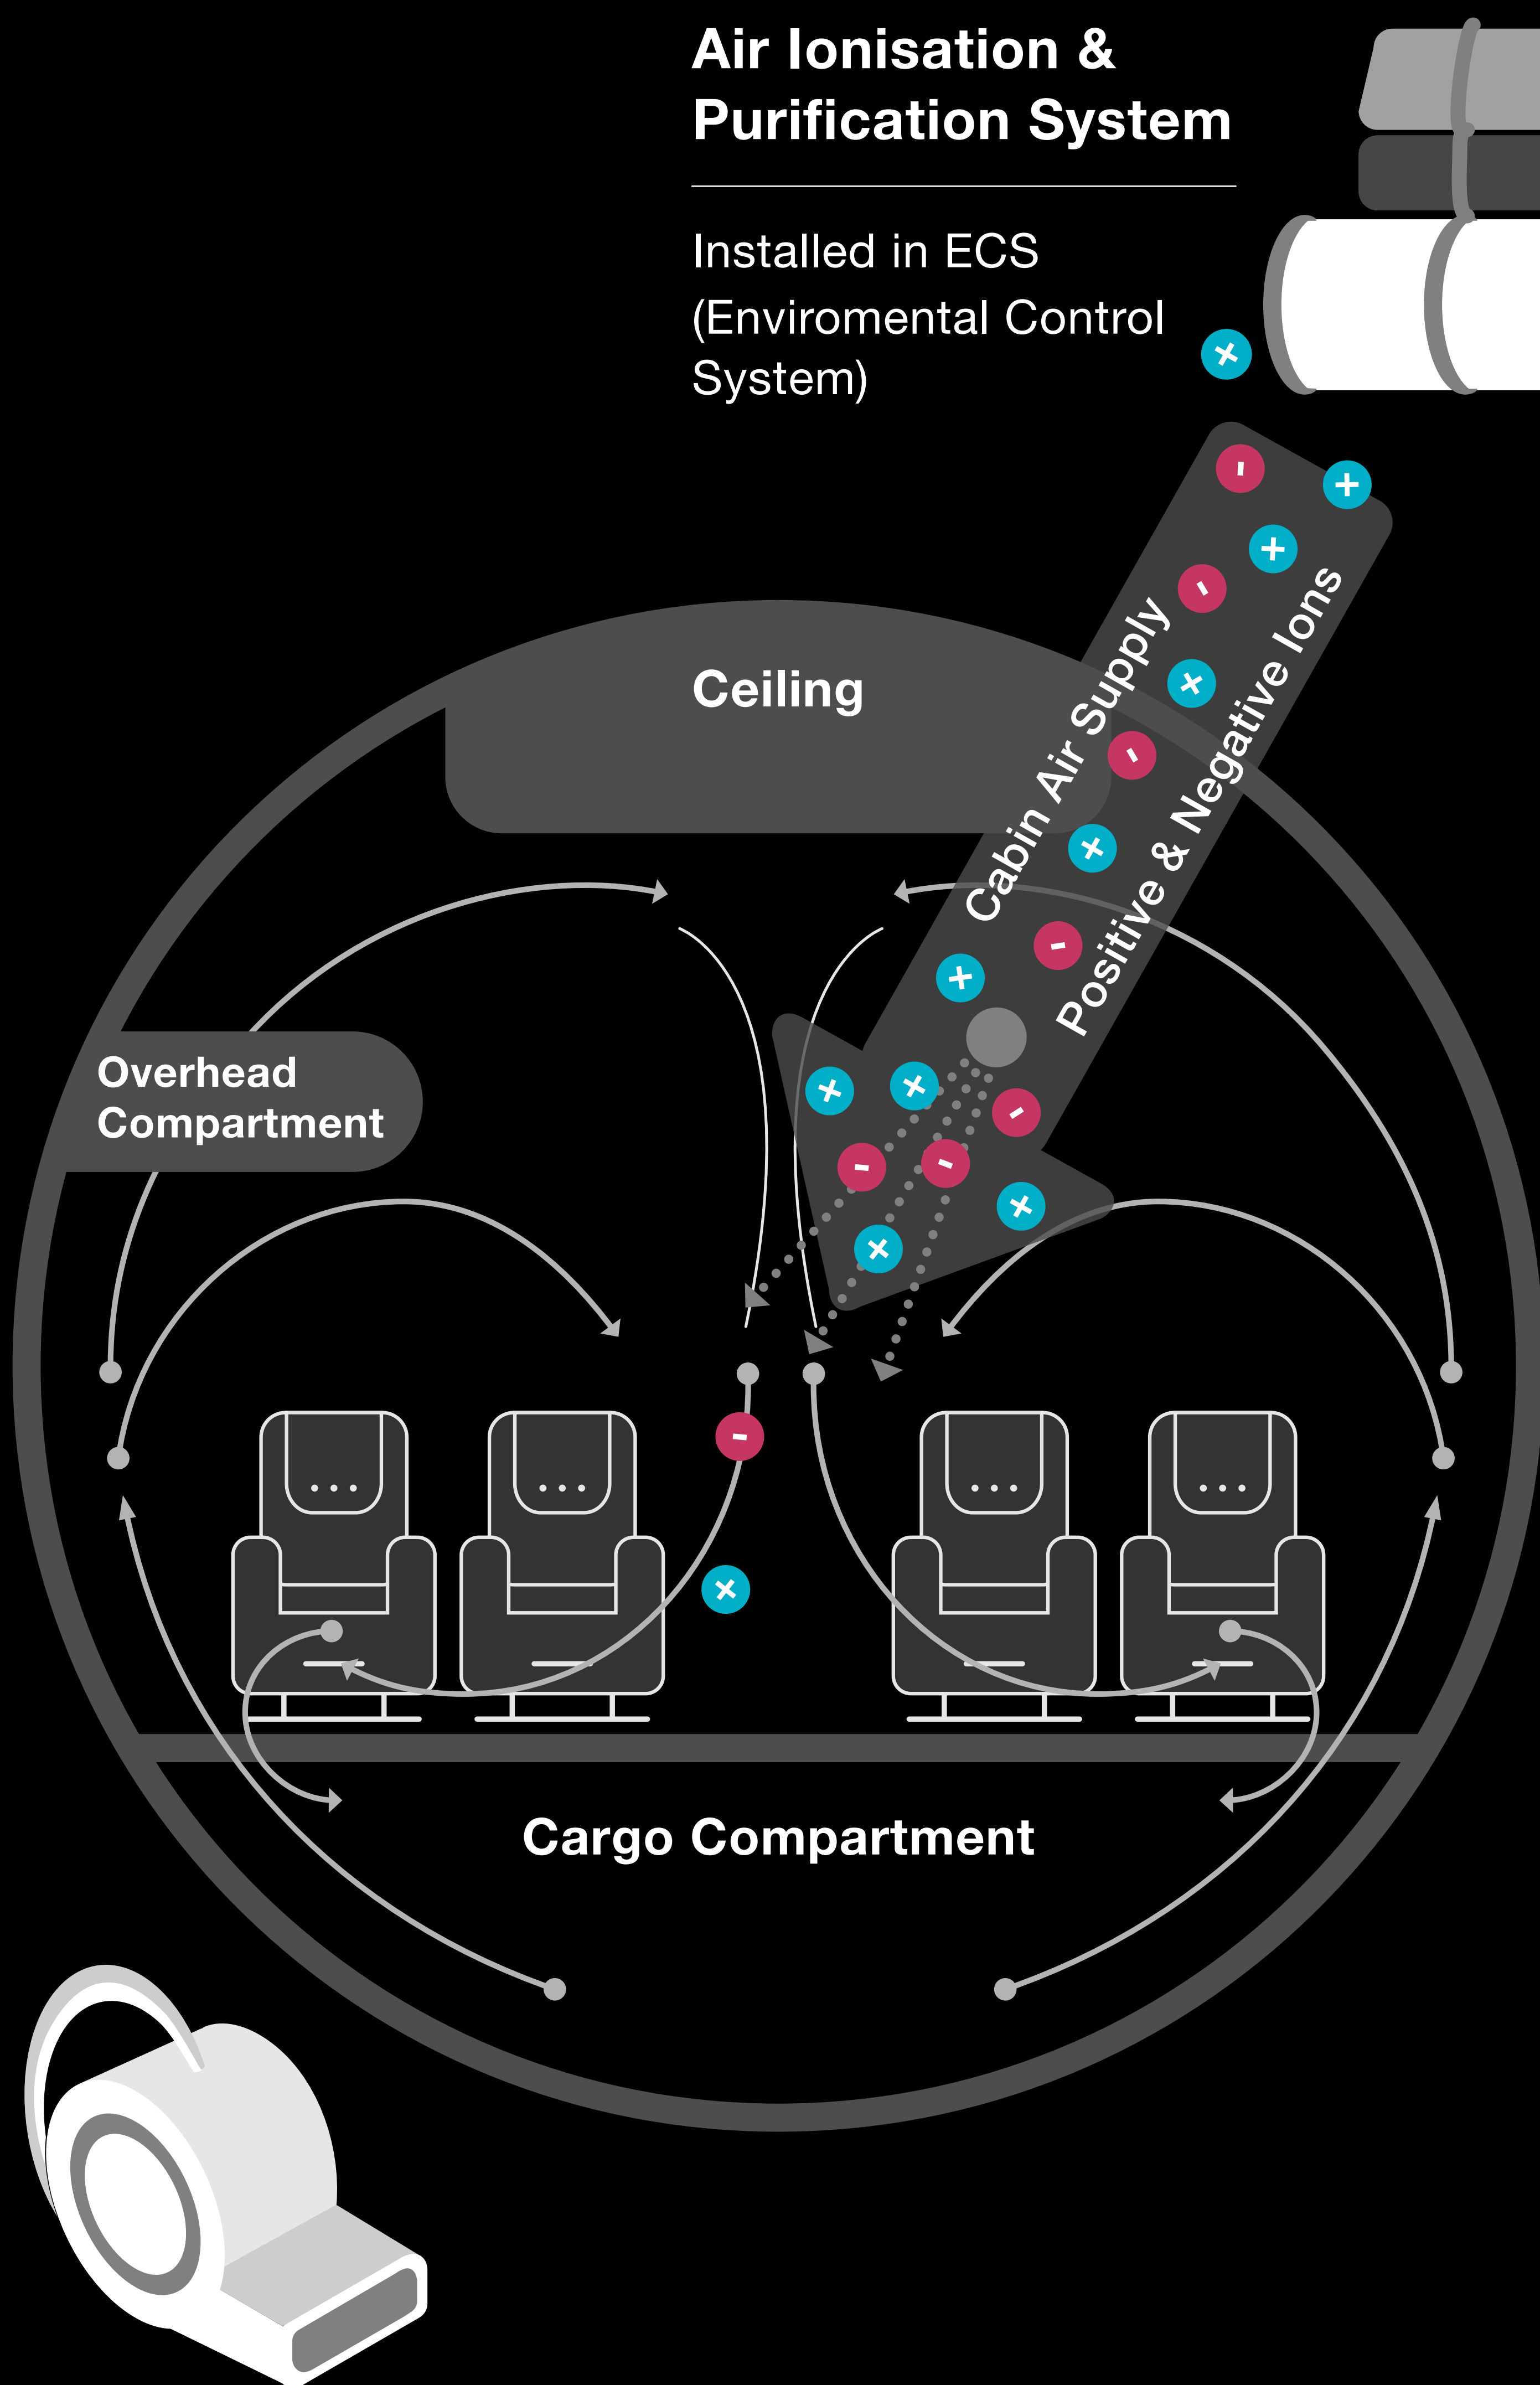 Air Ionisation &
Purification System
Installed in ECS
(Enviromental Control
System)
Cabin Air Supply
Positive & Negative Ions
Ceiling
Overhead
Compartment
Cargo Compartment